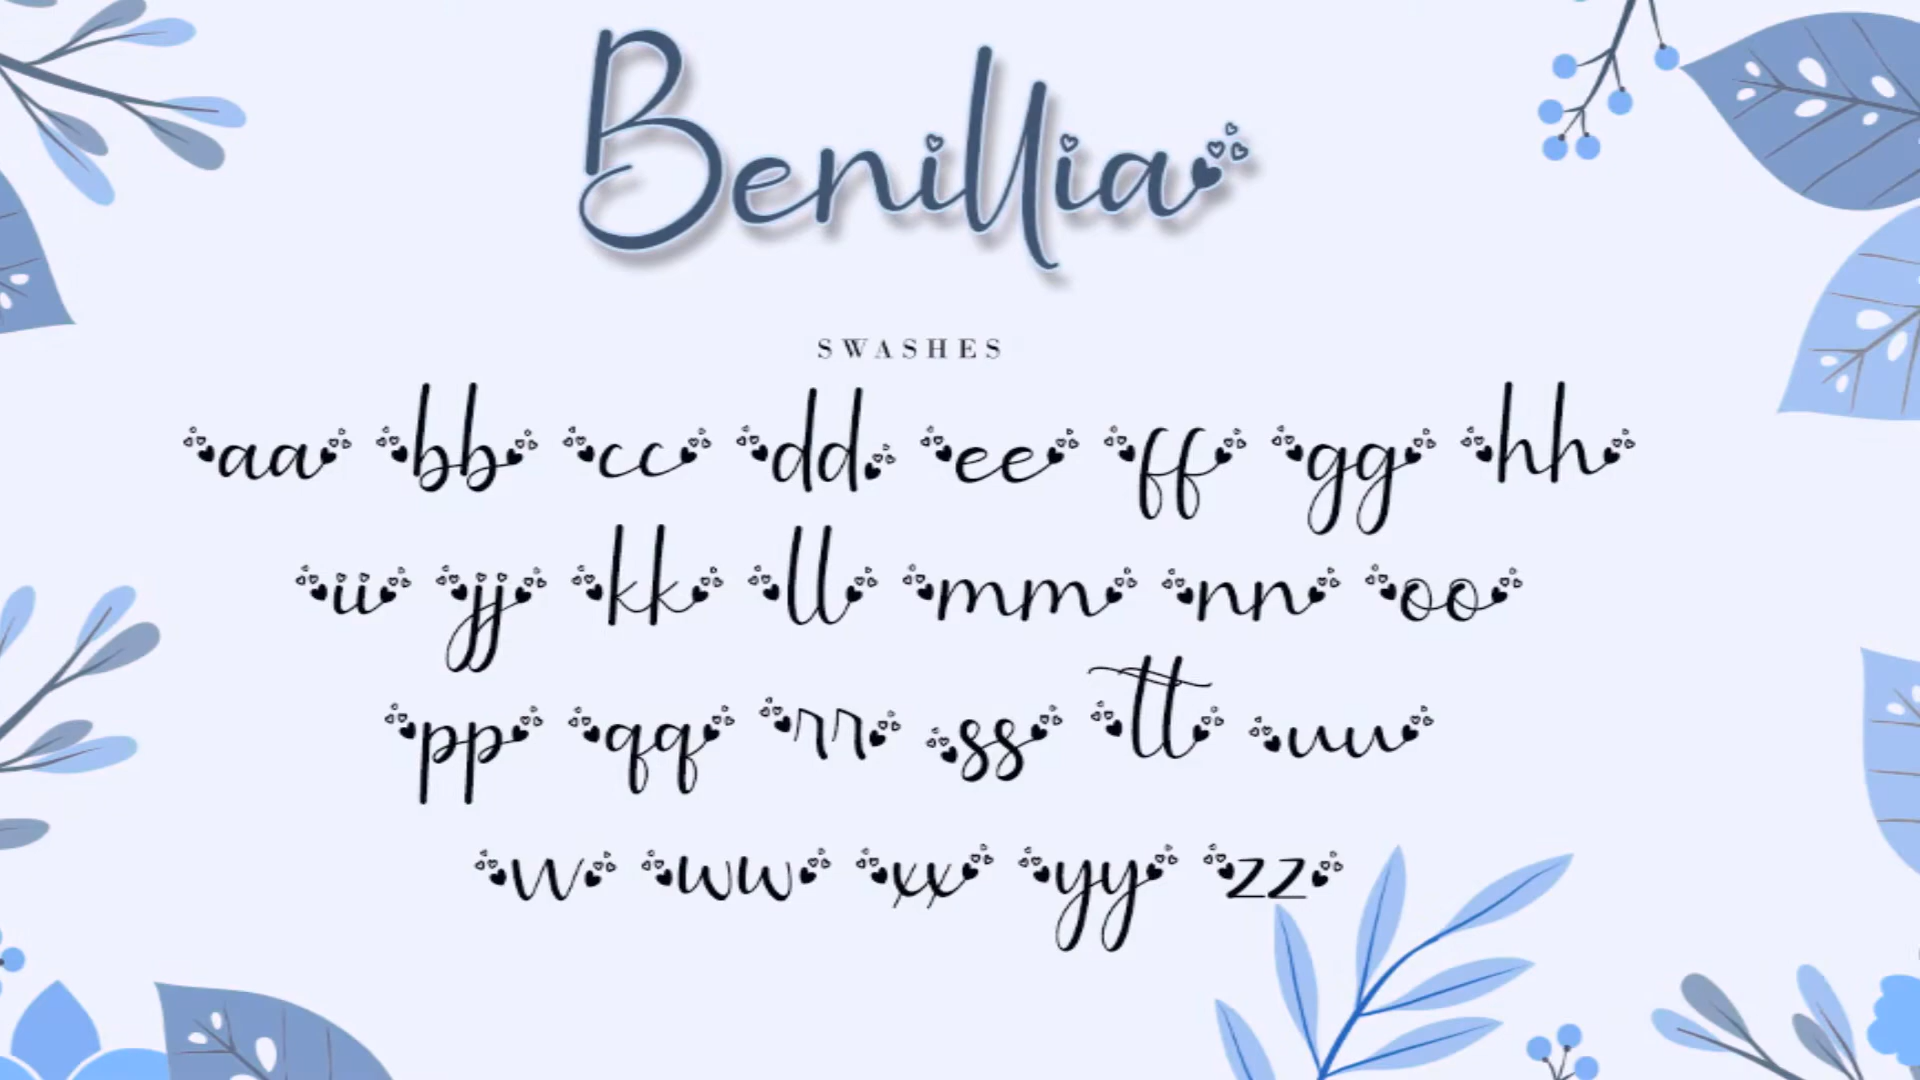 Benillia
SWASHES
aa bb cc dd ee ff gg hh
ii jj kk ll mm nn oo
pp qq rr ss tt uu
vv ww xx yy zz